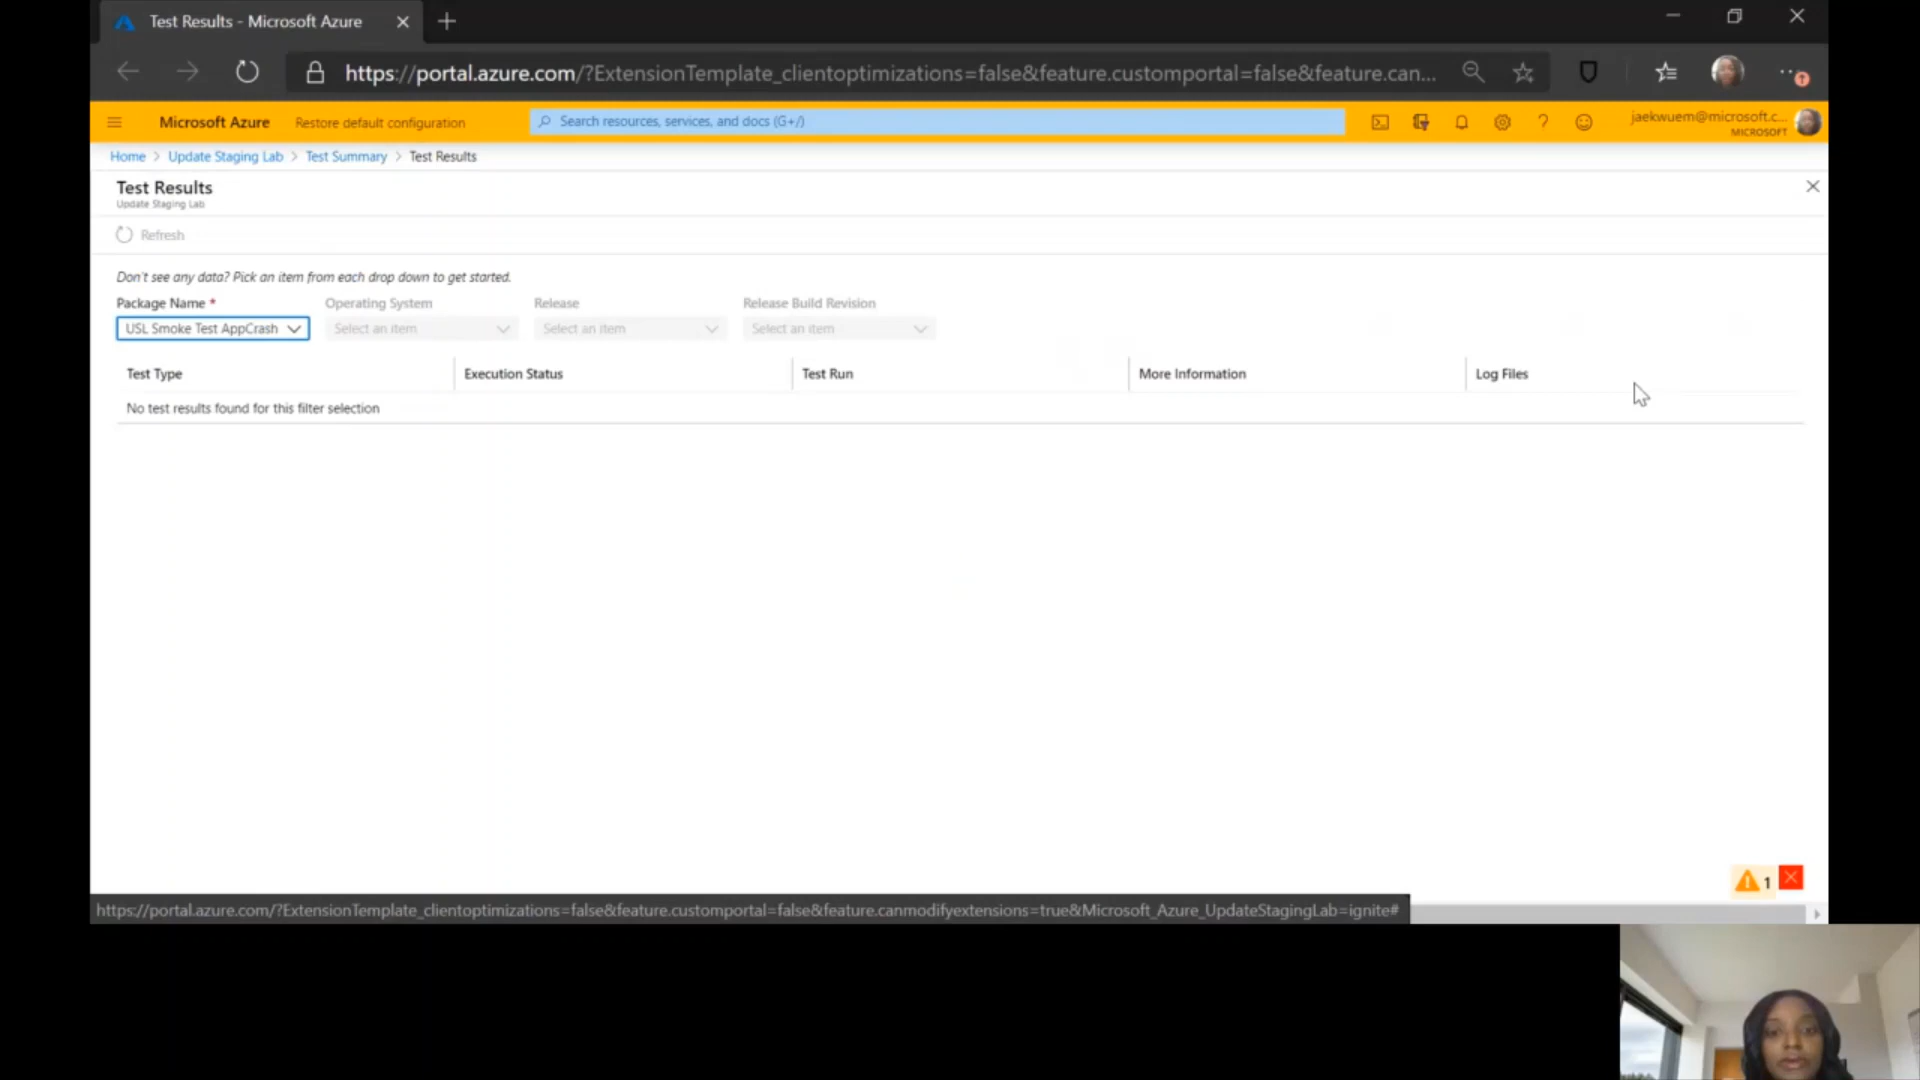 Test Results - Microsoft Azure
https://portal.azure.com/?ExtensionTemplate_clientoptimizations=false&feature.customportal=false&feature.can...
Microsoft Azure
Restore default configuration
Search resources, services, and docs (G+/)
jaekwuem@microsoft.c...
MICROSOFT
Home > Update Staging Lab > Test Summary > Test Results
Test Results
Update Staging Lab
Refresh
Don't see any data? Pick an item from each drop down to get started.
Package Name * Operating System Release Release Build Revision
USL Smoke Test AppCrash Select an item Select an item Select an item
Test Type Execution Status Test Run More Information Log Files
No test results found for this filter selection
1
https://portal.azure.com/?ExtensionTemplate_clientoptimizations=false&feature.customportal=false&feature.canmodifyextensions=true&Microsoft_Azure_UpdateStagingLab=ignite#